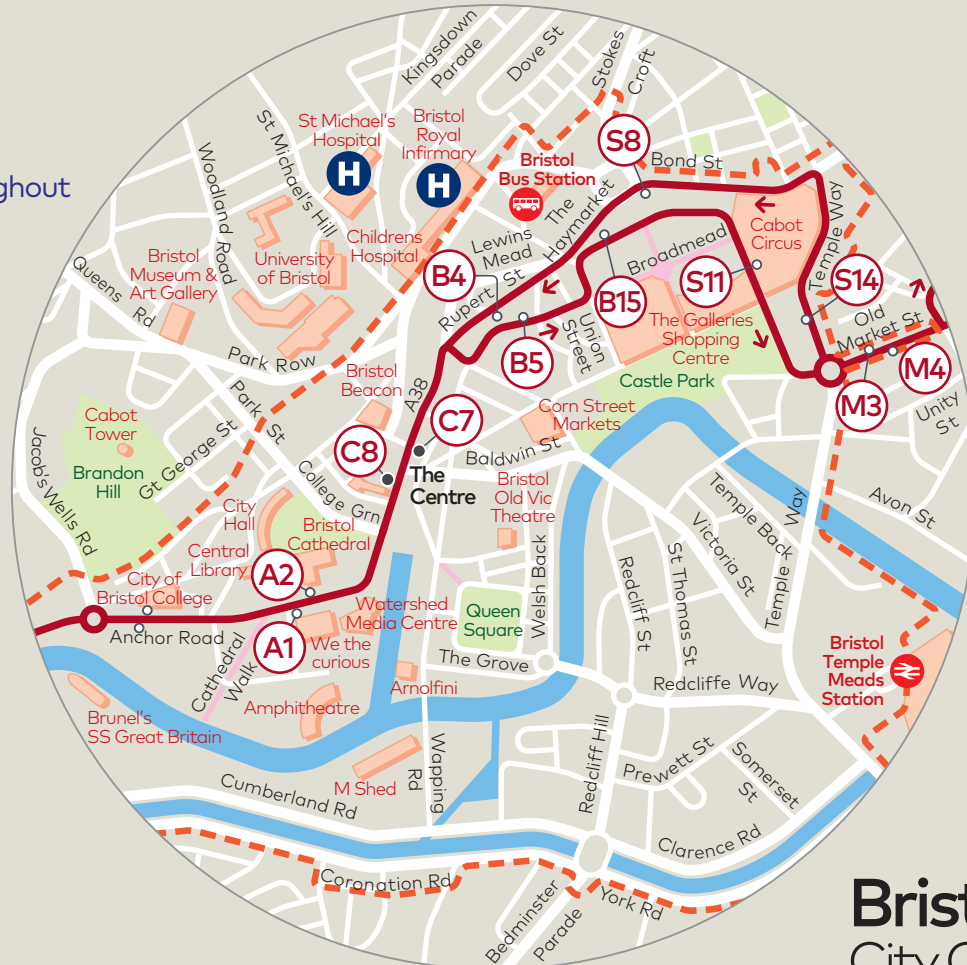 ghout
Kingsdown
Parade
Dove St
Stokes
Croft
St Michael's
Hospital
H
Bristol
Royal
Infirmary
H
S8
Bond St
Bristol
Bus Station
The
Haymarket
Woodland Road
St Michael's Hill
Childrens
Hospital
Lewins
Mead
Broadmead
Cabot
Circus
Temple Way
Bristol
Museum &
Art Gallery
University
of Bristol
Queens
Rd
B4
Rupert St
B15
S11
S14
Old
Market St
Union
Street
The Galleries
Shopping
Centre
B5
Castle Park
Park Row
Bristol
Beacon
A38
M3
M4
Unity
St
Cabot
Tower
Brandon
Hill
Park St
Gt George St
C7
C8
The
Centre
Corn Street
Markets
Baldwin St
Jacob's Wells Rd
College Grn
City
Hall
Bristol
Cathedral
Bristol
Old Vic
Theatre
Temple Back
Avon St
Victoria St
Temple Way
Central
Library
A2
City of
Bristol College
Anchor Road
A1
We the
curious
Watershed
Media Centre
Queen
Square
Welsh Back
Redcliff St
St Thomas St
The Grove
Cathedral
Walk
Amphitheatre
Arnolfini
Redcliffe Way
Bristol
Temple
Meads
Station
Brunel's
SS Great Britain
M Shed
Wapping
Rd
Redcliff Hill
Prewett St
Somerset
St
Cumberland Rd
Clarence Rd
Coronation Rd
York Rd
Bedminster
Parade
Brist
City C